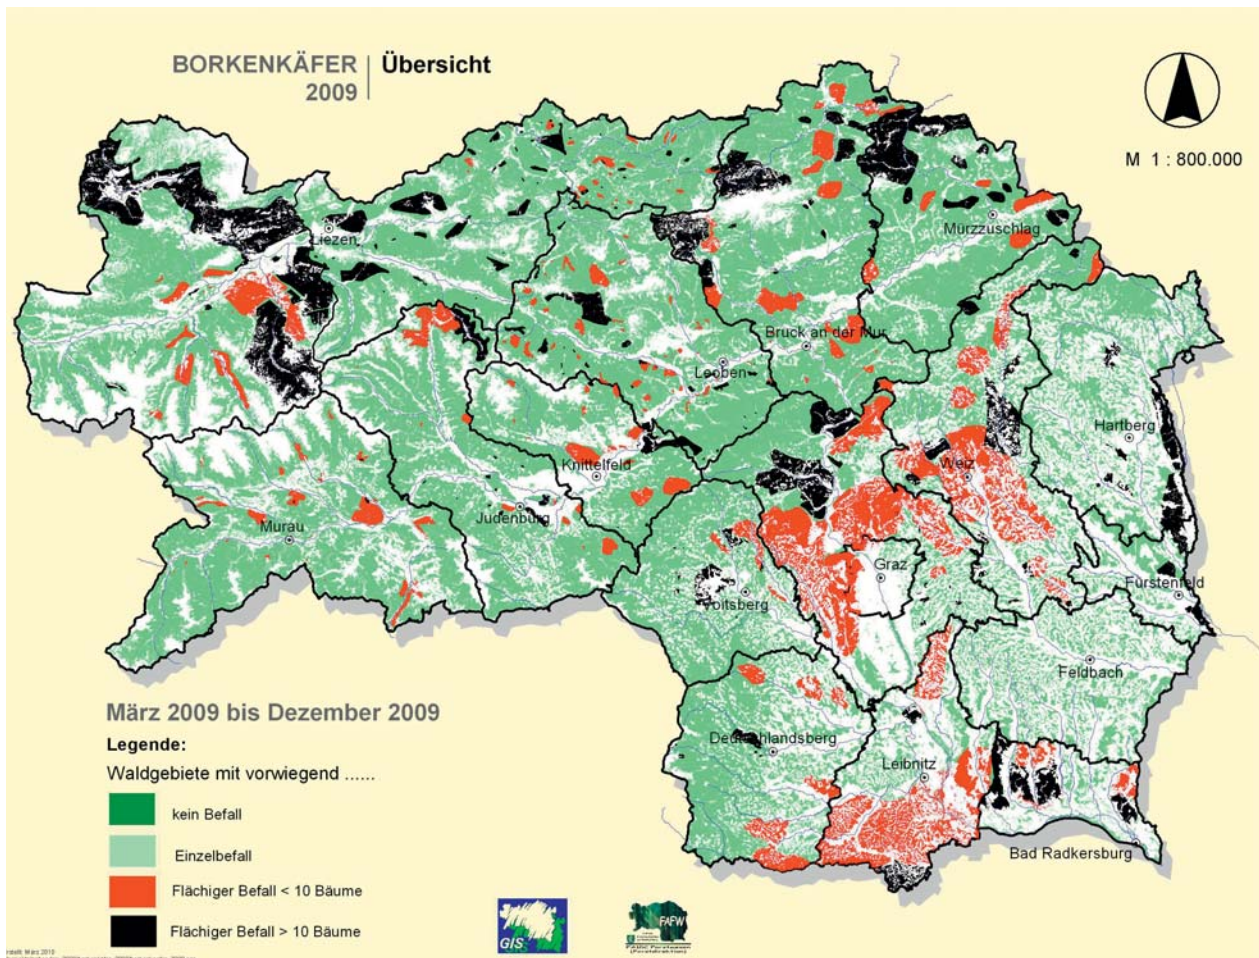 BORKENKÄFER Übersicht
2009
M 1 : 800.000
Liezen
Mürzzuschlag
Bruck an der Mur
Leoben
Hartberg
Knittelfeld
Weiz
Judenburg
Murau
Graz
Voitsberg
Fürstenfeld
Feldbach
Deutschlandsberg
Leibnitz
Bad Radkersburg
März 2009 bis Dezember 2009
Legende:
Waldgebiete mit vorwiegend ......
kein Befall
Einzelbefall
Flächiger Befall < 10 Bäume
Flächiger Befall > 10 Bäume
GIS
FAFW